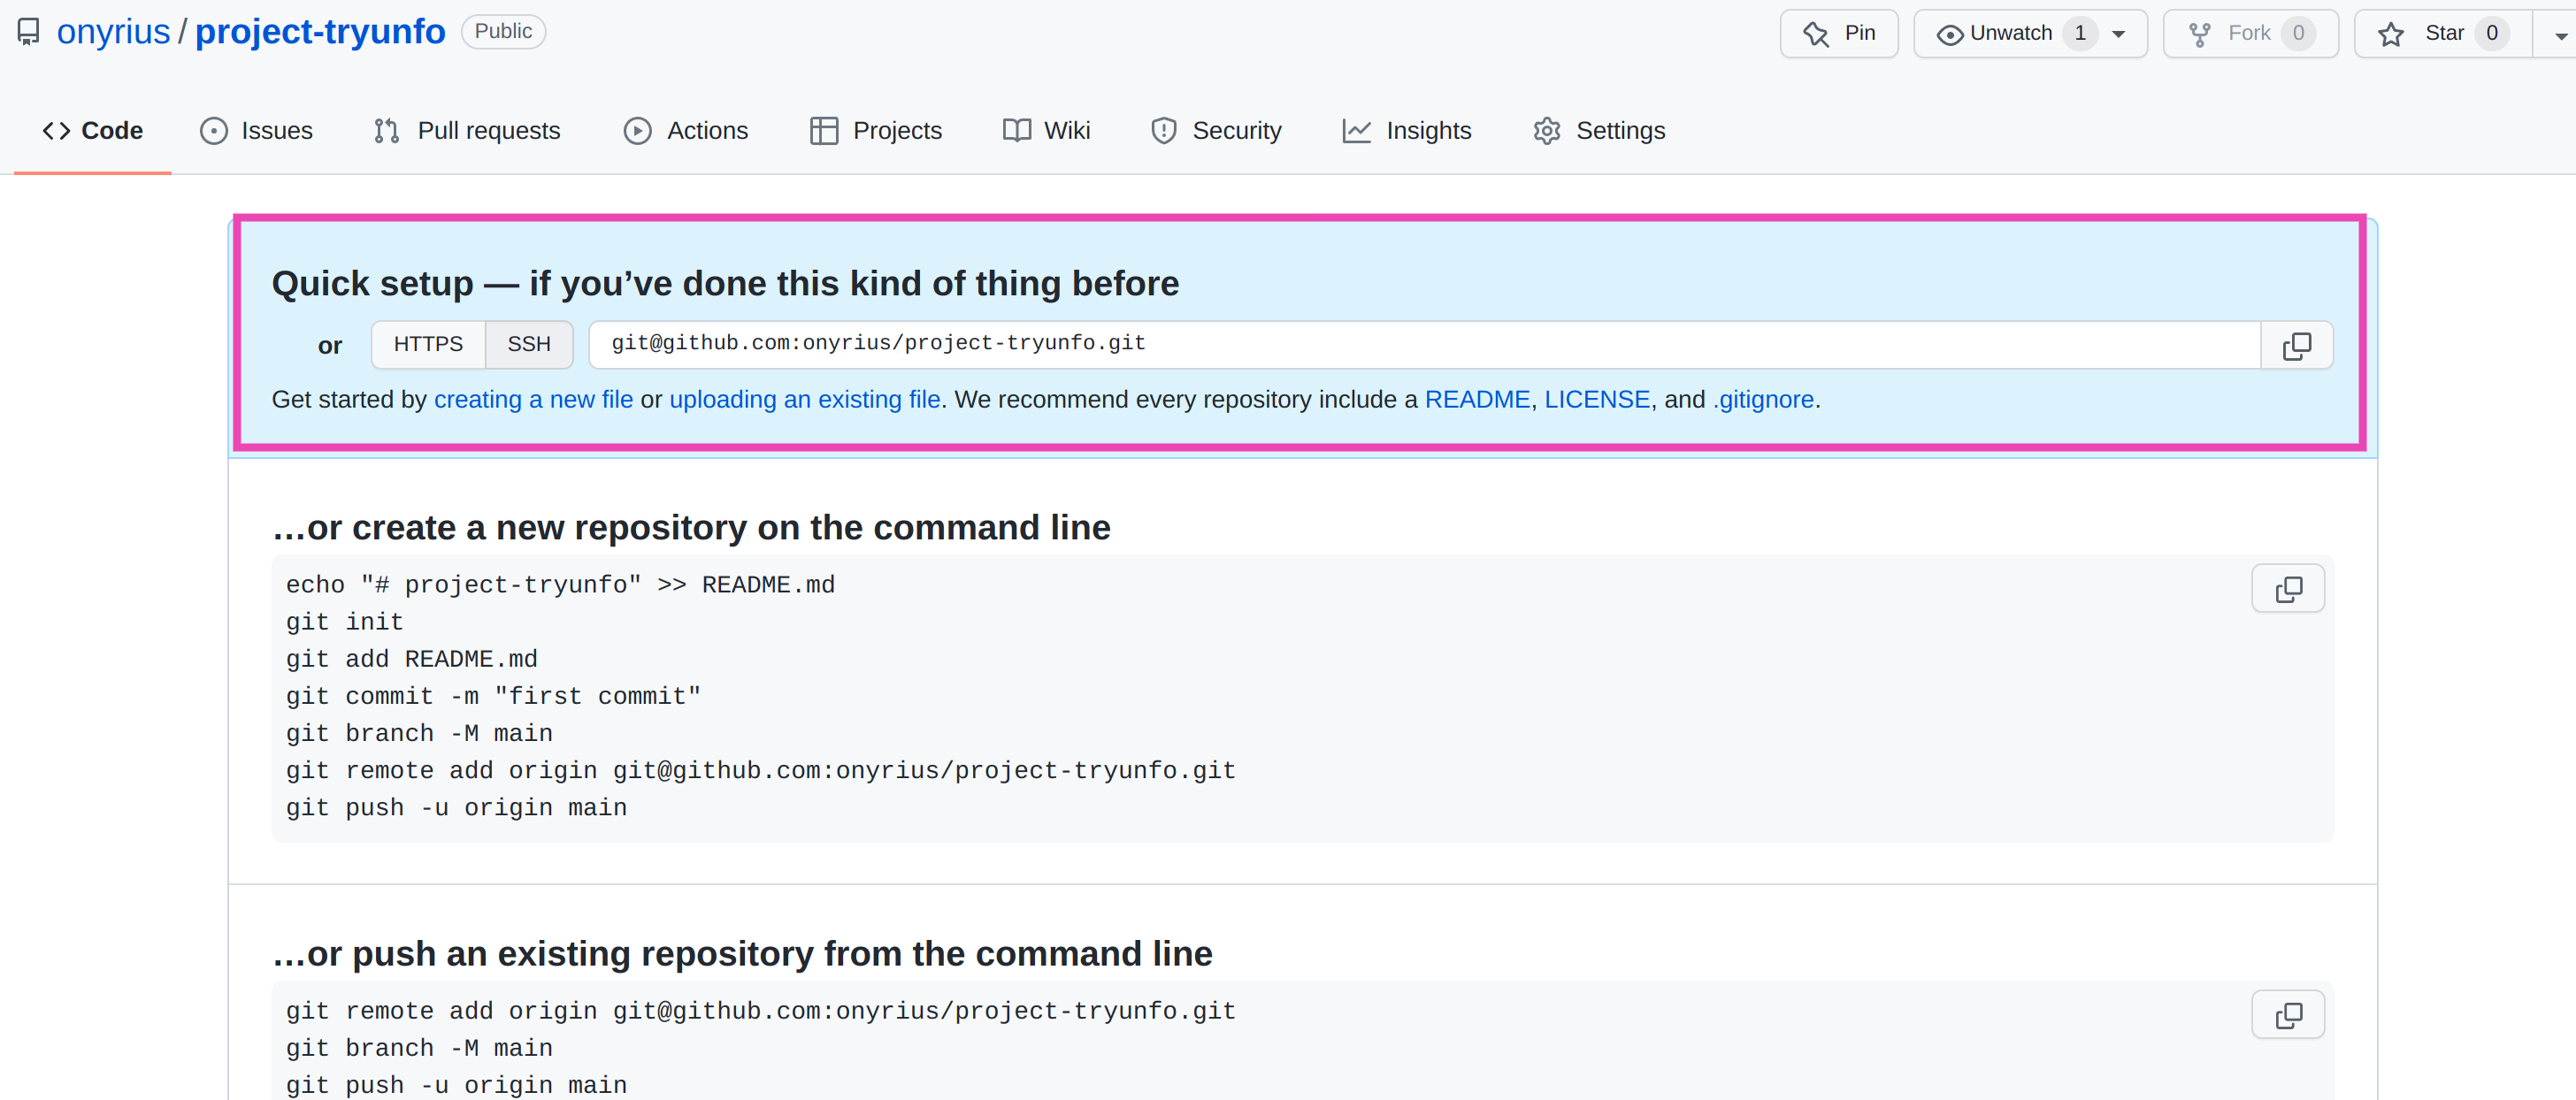 onyrius / project-tryunfo Public Pin Unwatch 1 Fork 0 Star 0
Code Issues Pull requests Actions Projects Wiki Security Insights Settings
Quick setup — if you’ve done this kind of thing before
or HTTPS SSH git@github.com:onyrius/project-tryunfo.git
Get started by creating a new file or uploading an existing file. We recommend every repository include a README, LICENSE, and .gitignore.
…or create a new repository on the command line
echo "# project-tryunfo" >> README.md
git init
git add README.md
git commit -m "first commit"
git branch -M main
git remote add origin git@github.com:onyrius/project-tryunfo.git
git push -u origin main
…or push an existing repository from the command line
git remote add origin git@github.com:onyrius/project-tryunfo.git
git branch -M main
git push -u origin main